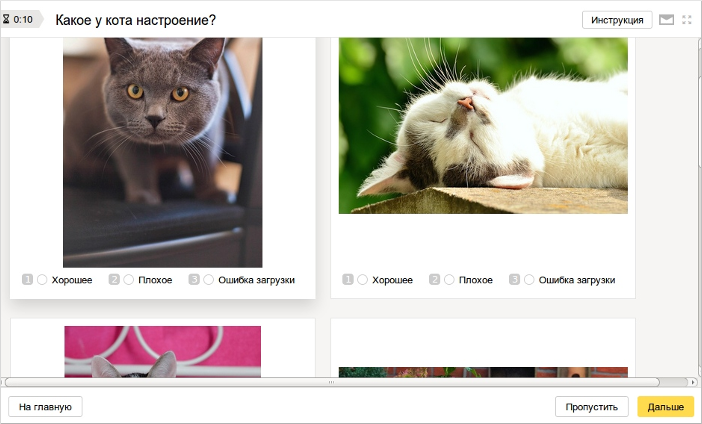 0:10 Какое у кота настроение? Инструкция
1 Хорошее 2 Плохое 3 Ошибка загрузки
1 Хорошее 2 Плохое 3 Ошибка загрузки
На главную Пропустить Дальше